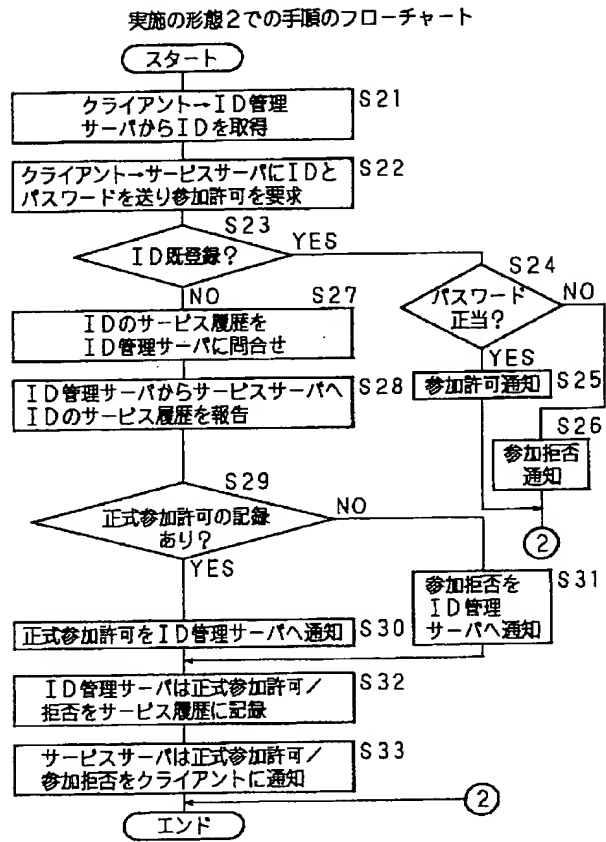 実施の形態2での手順のフローチャート
スタート
クライアント→ID管理
サーバからIDを取得
S21
クライアント→サービスサーバにIDと
パスワードを送り参加許可を要求
S22
S23
ID既登録?
YES
NO
S24
パスワード
正当?
NO
YES
S27
IDのサービス履歴を
ID管理サーバに問合せ
参加許可通知
S25
ID管理サーバからサービスサーバへ
IDのサービス履歴を報告
S28
S26
参加拒否
通知
②
S29
正式参加許可の記録
あり?
NO
YES
参加拒否を
ID管理
サーバへ通知
S31
正式参加許可をID管理サーバへ通知
S30
ID管理サーバは正式参加許可/
拒否をサービス履歴に記録
S32
サービスサーバは正式参加許可/
参加拒否をクライアントに通知
S33
②
エンド